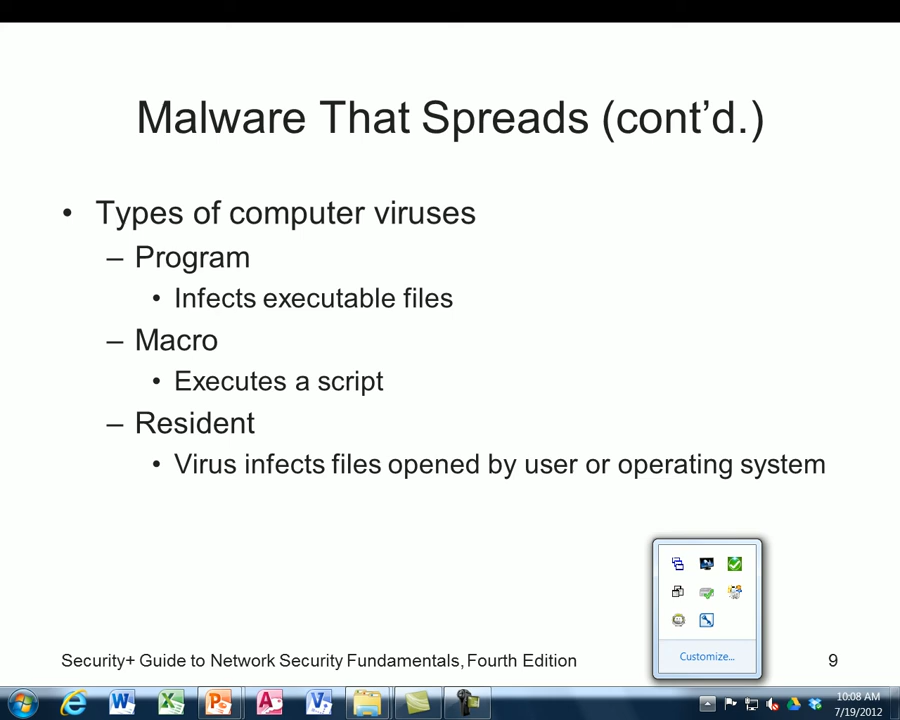 Malware That Spreads (cont’d.)
• Types of computer viruses
– Program
• Infects executable files
– Macro
• Executes a script
– Resident
• Virus infects files opened by user or operating system
Customize...
Security+ Guide to Network Security Fundamentals, Fourth Edition
9
10:08 AM
7/19/2012